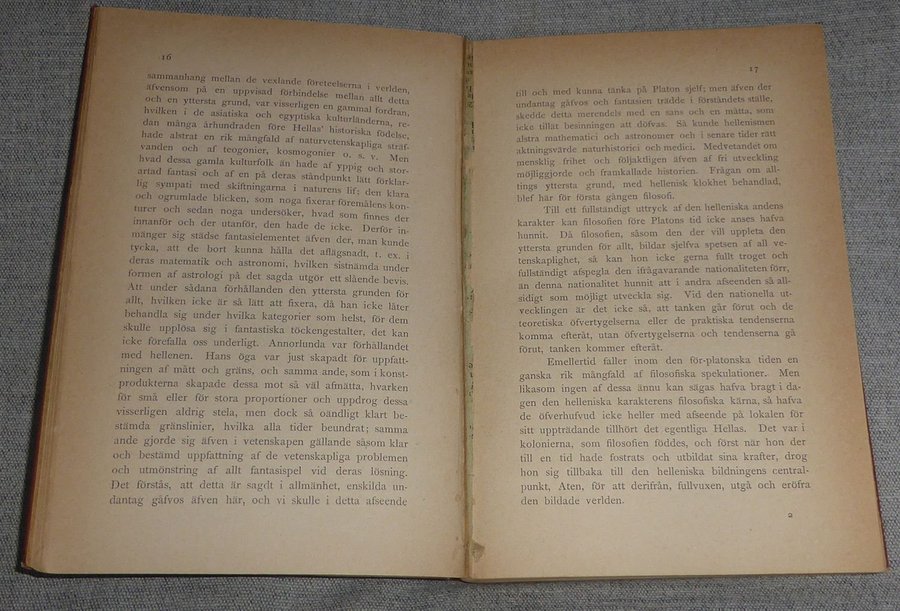 16
sammanhang mellan de vexlande företeelserna i verlden,
äfvensom på en uppvisad förbindelse mellan allt detta
och en yttersta grund, var visserligen en gammal fordran,
hvilken i de asiatiska och egyptiska kulturländerna, re-
dan många århundraden före Hellas' historiska födelse,
hade alstrat en rik mångfald af naturvetenskapliga sträf-
vanden och af teogonier, kosmogonier o. s. v. Men
hvad dessa gamla kulturfolk än hade af yppig och stor-
artad fantasi och af en på deras ståndpunkt lätt förklar-
lig sympati med skiftningarna i naturens lif: den klara
och ogrumlade blicken, som noga fixerar föremålens kon-
turer och sedan noga undersöker, hvad som finnes der
innanför och der utanför, den hade de icke. Derför in-
mänger sig städse fantasielementet äfven der, man kunde
tycka, att de bort kunna hålla det aflägsnadt, t. ex. i
deras matematik och astronomi, hvilken sistnämda under
formen af astrologi på det sagda utgör ett slående bevis.
Att under sådana förhållanden den yttersta grunden för
allt, hvilken icke är så lätt att fixera, då han icke låter
behandla sig under hvilka kategorier som helst, för dem
skulle upplösa sig i fantastiska töckengestalter, det kan
icke förefalla oss underligt. Annorlunda var förhållandet
med hellenen. Hans öga var just skapadt för uppfatt-
ningen af mått och gräns, och samma ande, som i konst-
produkterna skapade dessa mot så väl afmätta, hvarken
för små eller för stora proportioner och uppdrog dessa
visserligen aldrig stela, men dock så oändligt klart be-
stämda gränslinier, hvilka alla tider beundrat; samma
ande gjorde sig äfven i vetenskapen gällande såsom klar
och bestämd uppfattning af de vetenskapliga problemen
och utmönstring af allt fantasispel vid deras lösning.
Det förstås, att detta är sagdt i allmänhet, enskilda un-
dantag gåfvos äfven här, och vi skulle i detta afseende
17
till och med kunna tänka på Platon sjelf; men äfven der
undantag gåfvos och fantasien trädde i förståndets ställe,
skedde detta merendels med en sans och en måtta, som
icke tillät besinningen att döfvas. Så kunde hellenismen
alstra mathematici och astronomer och i senare tider rätt
aktningsvärde naturhistorici och medici. Medvetandet om
mensklig frihet och följaktligen äfven af fri utveckling
möjliggjorde och framkallade historien. Frågan om all-
tings yttersta grund, med hellenisk klokhet behandlad,
blef här för första gången filosofi.
Till ett fullständigt uttryck af den helleniska andens
karakter kan filosofien före Platons tid icke anses hafva
hunnit. Då filosofien, såsom den der vill uppleta den
yttersta grunden för allt, bildar sjelfva spetsen af all ve-
tenskaplighet, så kan hon icke gerna fullt troget och
fullständigt afspegla den ifrågavarande nationaliteten förr,
än denna nationalitet hunnit att i andra afseenden så all-
sidigt som möjligt utveckla sig. Vid den nationella ut-
vecklingen är det icke så, att tanken går förut och de
teoretiska öfvertygelserna eller de praktiska tendenserna
komma efteråt, utan öfvertygelserna och tendenserna gå
förut, tanken kommer efteråt.
Emellertid faller inom den för-platonska tiden en
ganska rik mångfald af filosofiska spekulationer. Men
likasom ingen af dessa ännu kan sägas hafva bragt i da-
gen den helleniska karakterens filosofiska kärna, så hafva
de öfverhufvud icke heller med afseende på lokalen för
sitt uppträdande tillhört det egentliga Hellas. Det var i
kolonierna, som filosofien föddes, och först när hon der
till en tid hade fostrats och utbildat sina krafter, drog
hon sig tillbaka till den helleniska bildningens central-
punkt, Aten, för att derifrån, fullvuxen, utgå och eröfra
den bildade verlden.
2